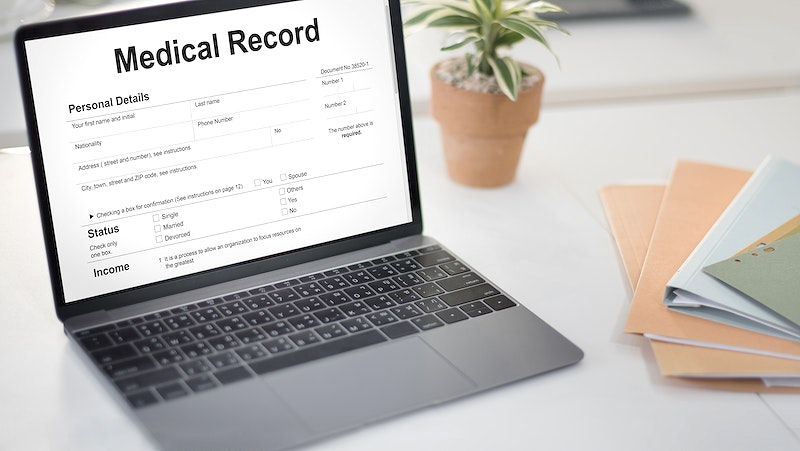 Medical Record
Document No.38520-1
Personal Details
Your first name and initial
Last name
Number 1
Nationality
Phone Number
Number 2
Address ( street and number), see instructions
No
The number above is
required.
City, town, street and ZIP code, see instructions
▶ Checking a box for confirmation (See instructions on page 12)
You
Spouse
Status
Check only
one box.
Single
Married
Devorced
Others
Yes
No
Income
1 It is a process to allow an organization to focus resources on
the greatest